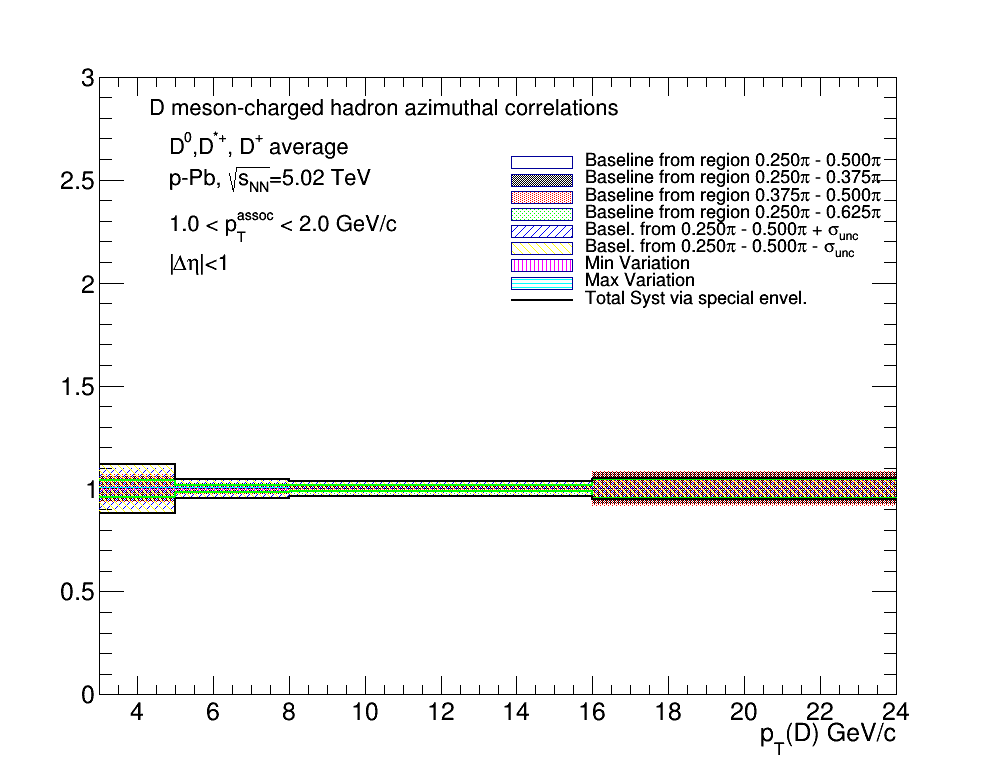 3
D meson-charged hadron azimuthal correlations
D⁰,D*⁺, D⁺ average
p-Pb, √sNN=5.02 TeV
1.0 < pTassoc < 2.0 GeV/c
|Δη|<1
Baseline from region 0.250π - 0.500π
Baseline from region 0.250π - 0.375π
Baseline from region 0.375π - 0.500π
Baseline from region 0.250π - 0.625π
Basel. from 0.250π - 0.500π + σunc
Basel. from 0.250π - 0.500π - σunc
Min Variation
Max Variation
Total Syst via special envel.
2.5
2
1.5
1
0.5
0
4 6 8 10 12 14 16 18 20 22 24
pT(D) GeV/c